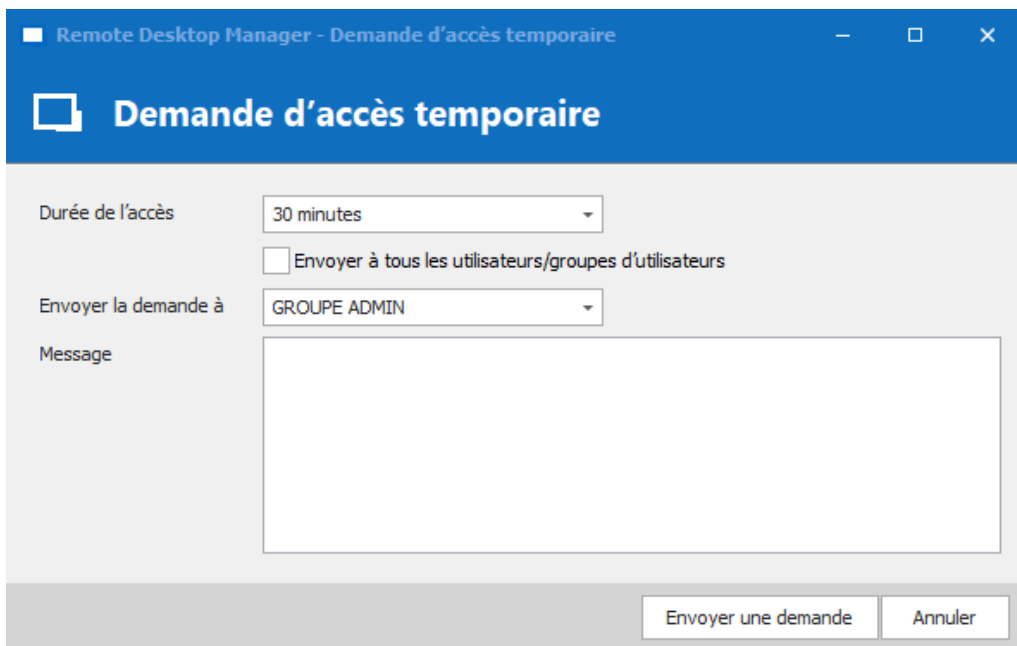 Remote Desktop Manager - Demande d’accès temporaire
Demande d’accès temporaire
Durée de l’accès
30 minutes
Envoyer à tous les utilisateurs/groupes d’utilisateurs
Envoyer la demande à
GROUPE ADMIN
Message
Envoyer une demande
Annuler